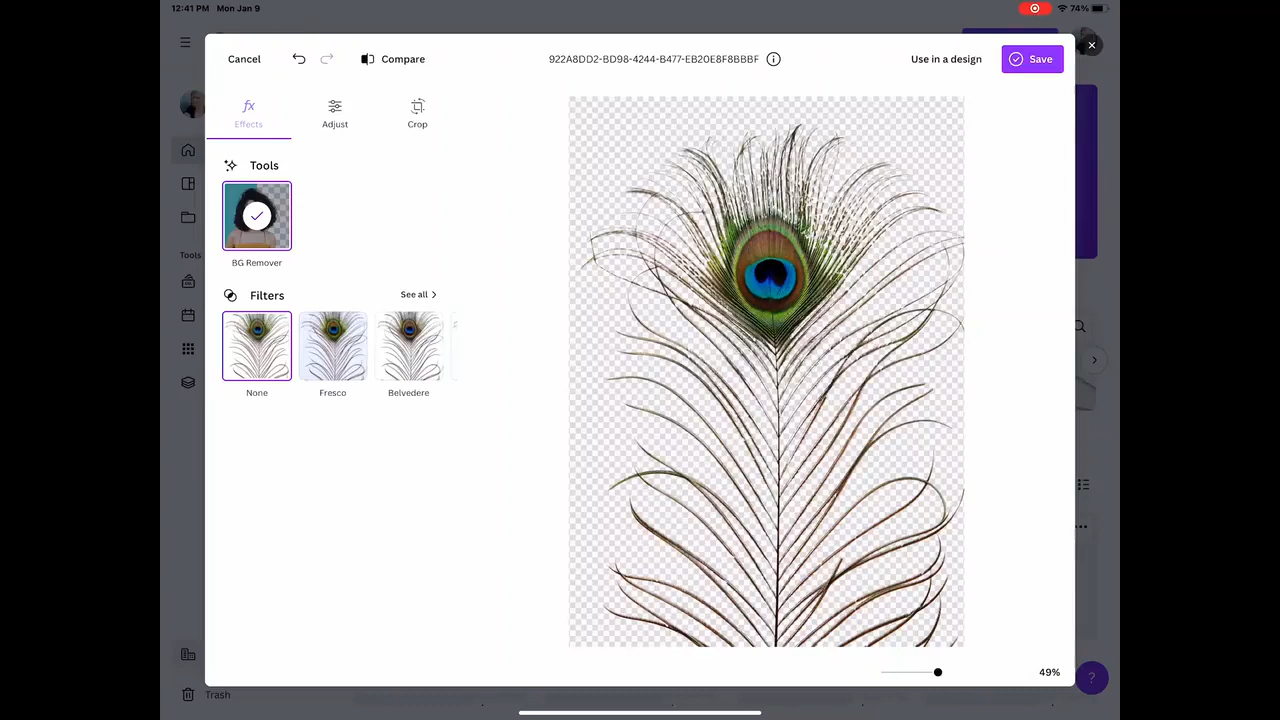 12:41 PM Mon Jan 9
74%
Cancel
Compare
922A8DD2-BD98-4244-B477-EB20E8F8BBBF
Use in a design
Save
Effects
Adjust
Crop
Tools
BG Remover
Filters
See all
None
Fresco
Belvedere
Tools
Trash
49%
?